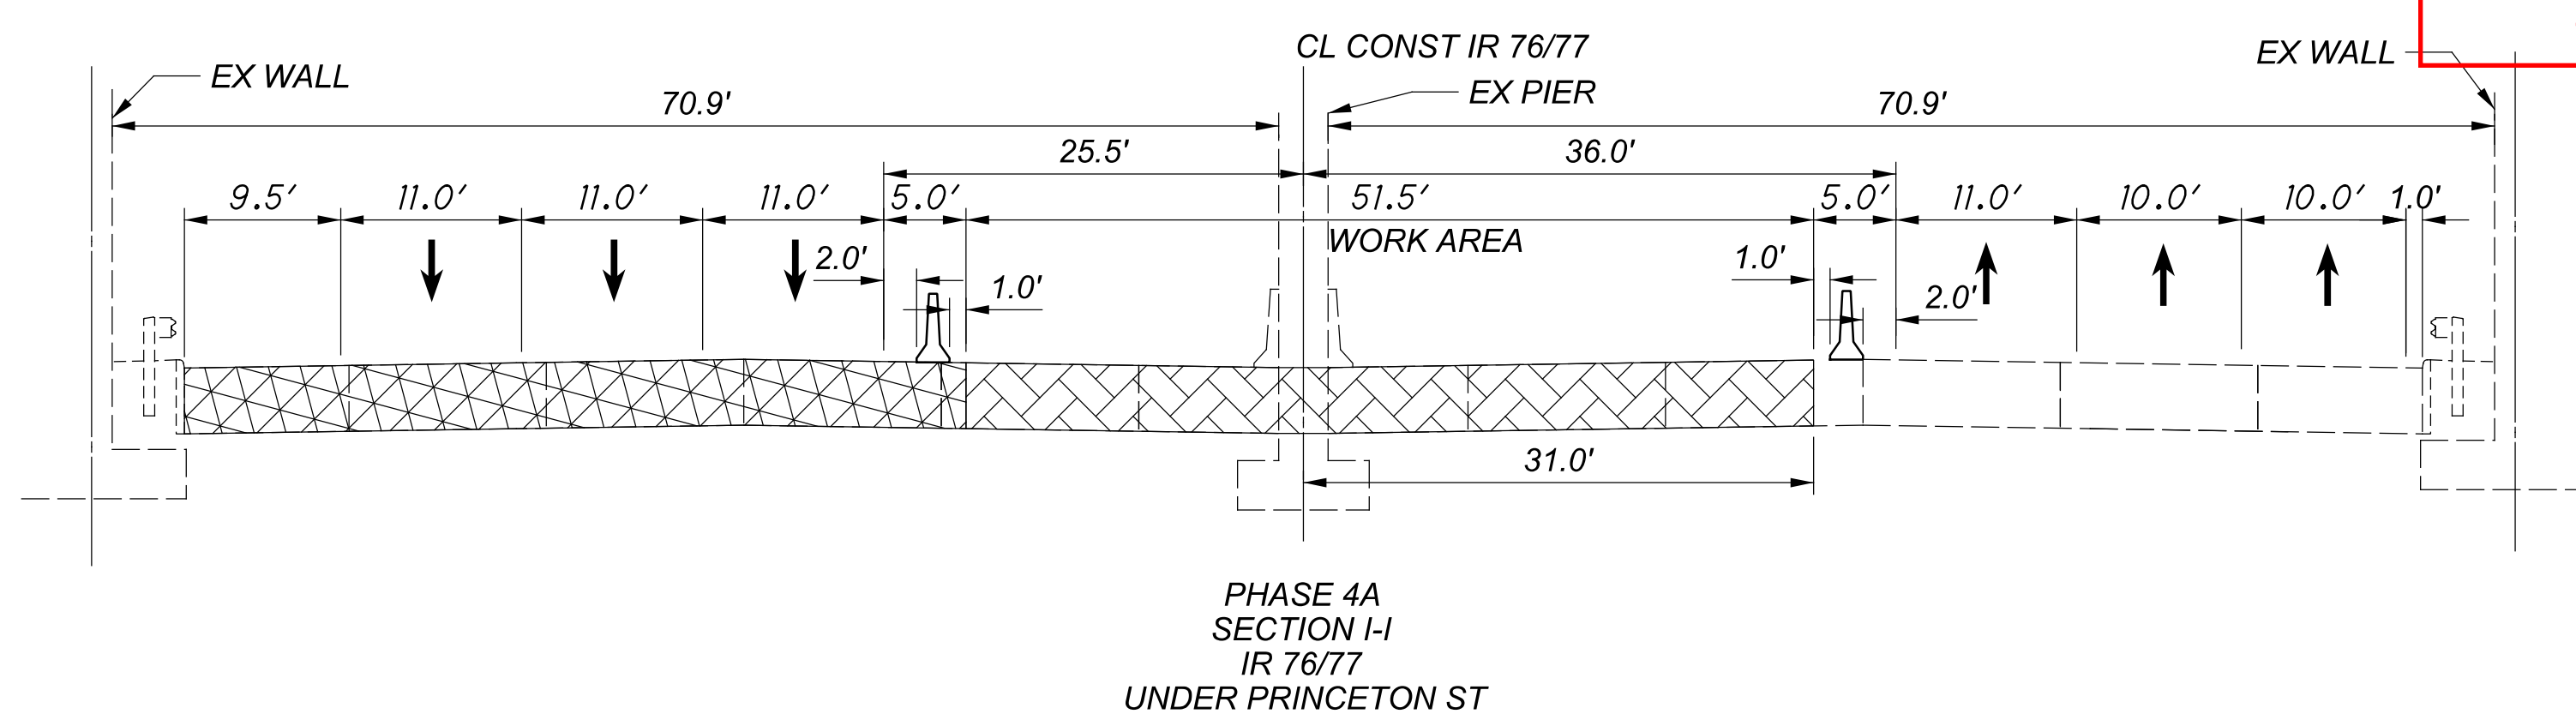 CL CONST IR 76/77
EX WALL
EX WALL
EX PIER
70.9'
70.9'
25.5'
36.0'
9.5'
11.0'
11.0'
11.0'
5.0'
51.5'
5.0'
11.0'
10.0'
10.0'
1.0'
WORK AREA
2.0'
1.0'
1.0'
2.0'
31.0'
PHASE 4A
SECTION I-I
IR 76/77
UNDER PRINCETON ST